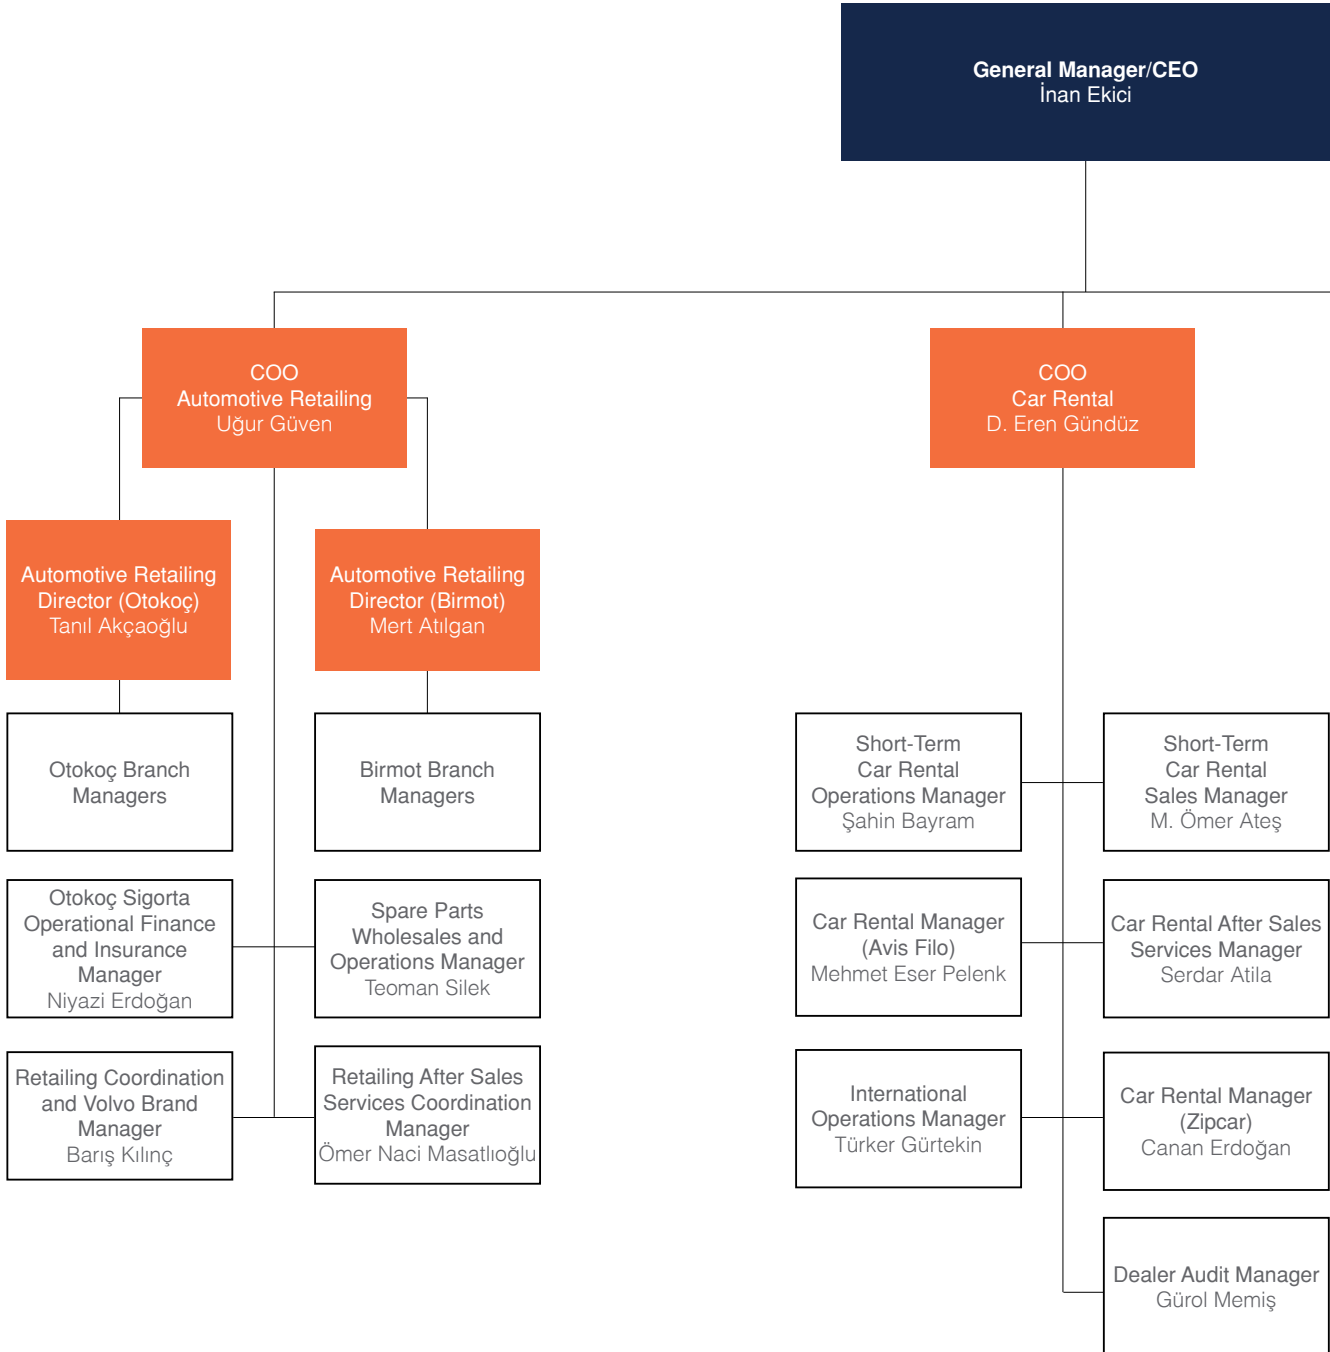 General Manager/CEO
İnan Ekici
COO
Automotive Retailing
Uğur Güven
COO
Car Rental
D. Eren Gündüz
Automotive Retailing
Director (Otokoç)
Tanıl Akçaoğlu
Automotive Retailing
Director (Birmot)
Mert Atılgan
Otokoç Branch
Managers
Birmot Branch
Managers
Short-Term
Car Rental
Operations Manager
Şahin Bayram
Short-Term
Car Rental
Sales Manager
M. Ömer Ateş
Otokoç Sigorta
Operational Finance
and Insurance
Manager
Niyazi Erdoğan
Spare Parts
Wholesales and
Operations Manager
Teoman Silek
Car Rental Manager
(Avis Filo)
Mehmet Eser Pelenk
Car Rental After Sales
Services Manager
Serdar Atila
Retailing Coordination
and Volvo Brand
Manager
Barış Kılınç
Retailing After Sales
Services Coordination
Manager
Ömer Naci Masatlıoğlu
International
Operations Manager
Türker Gürtekin
Car Rental Manager
(Zipcar)
Canan Erdoğan
Dealer Audit Manager
Gürol Memiş